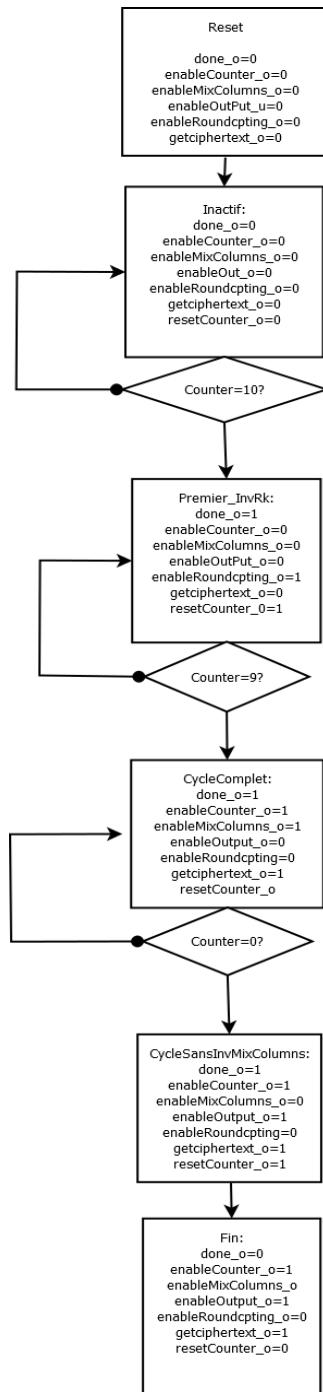 Reset
done_o=0
enableCounter_o=0
enableMixColumns_o=0
enableOutPut_u=0
enableRoundcpting_o=0
getciphertext_o=0
Inactif:
done_o=0
enableCounter_o=0
enableMixColumns_o=0
enableOut_o=0
enableRoundcpting_o=0
getciphertext_o=0
resetCounter_o=0
Counter=10?
Premier_InvRk:
done_o=1
enableCounter_o=0
enableMixColumns_o=0
enableOutPut_o=0
enableRoundcpting_o=1
getciphertext_o=0
resetCounter_0=1
Counter=9?
CycleComplet:
done_o=1
enableCounter_o=1
enableMixColumns_o=1
enableOutput_o=0
enableRoundcpting=0
getciphertext_o=1
resetCounter_o
Counter=0?
CycleSansInvMixColumns:
done_o=1
enableCounter_o=1
enableMixColumns_o=0
enableOutput_o=1
enableRoundcpting=0
getciphertext_o=1
resetCounter_o=1
Fin:
done_o=0
enableCounter_o=1
enableMixColumns_o
enableOutput_o=1
enableRoundcpting_o=0
getciphertext_o=1
resetCounter_o=0